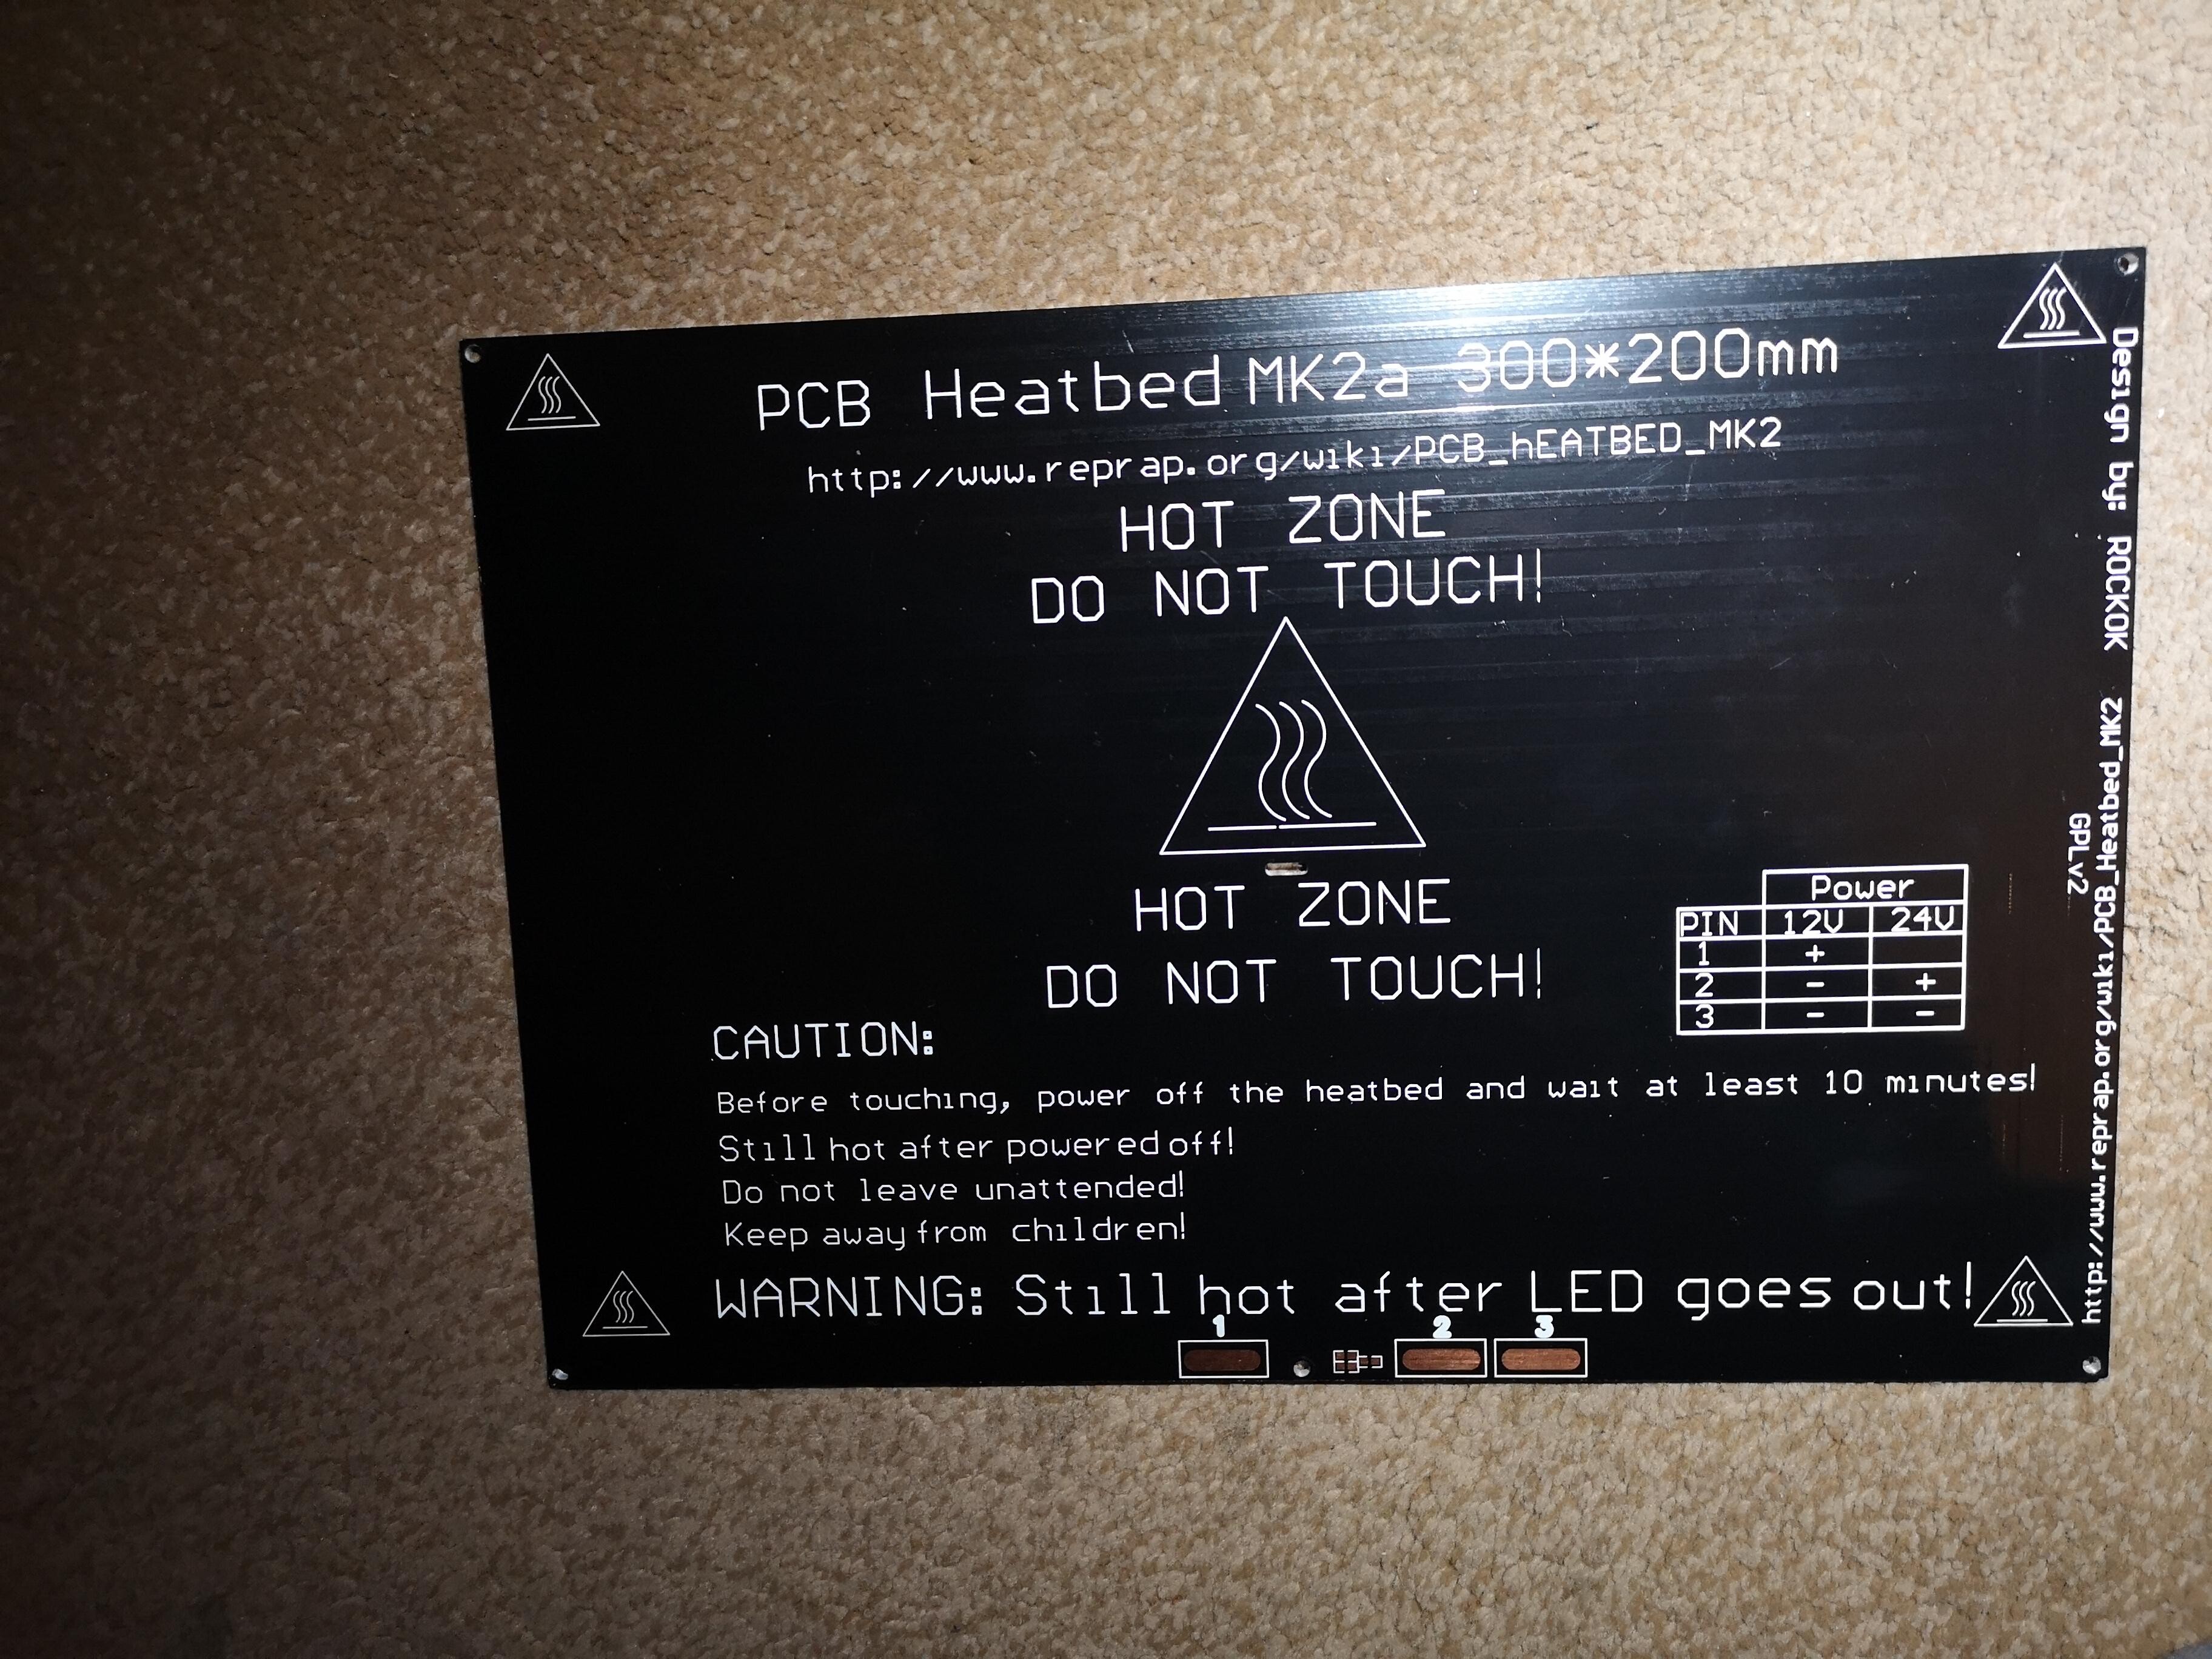 PCB Heatbed MK2a 300*200mm
http://www.reprap.org/wiki/PCB_hEATBED_MK2
HOT ZONE
DO NOT TOUCH!
HOT ZONE
DO NOT TOUCH!
Power
PIN 12V 24V
1 +
2 - +
3 - -
CAUTION:
Before touching, power off the heatbed and wait at least 10 minutes!
Still hot after powered off!
Do not leave unattended!
Keep away from children!
WARNING: Still hot after LED goes out!
1 2 3
Design by: ROCKOK
http://www.reprap.org/wiki/PCB_Heatbed_MK2
GPL v2